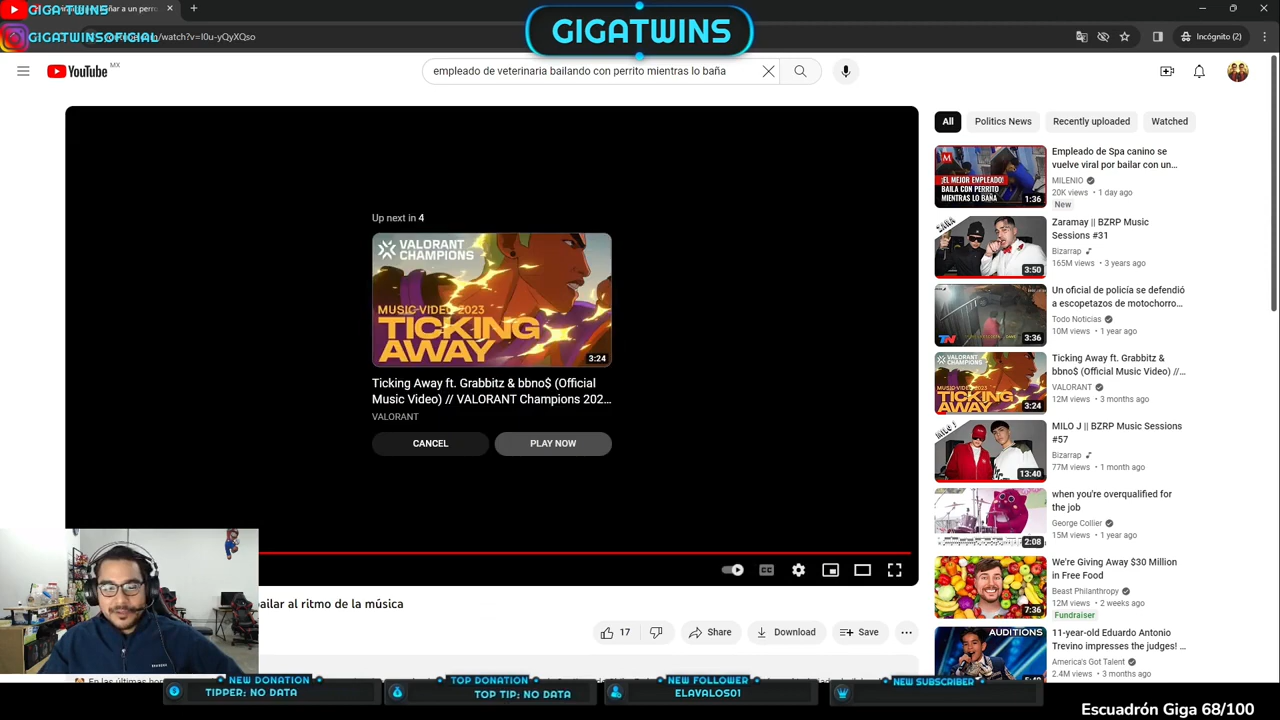 GIGATWINS
GIGATWINSOFICIAL
GIGATWINS
Incógnito (2)
YouTube MX
empleado de veterinaria bailando con perrito mientras lo baña
Up next in 4
VALORANT
CHAMPIONS
MUSIC VIDEO 2023
TICKING
AWAY
3:24
Ticking Away ft. Grabbitz & bbno$ (Official
Music Video) // VALORANT Champions 202...
VALORANT
CANCEL
PLAY NOW
CC
ailar al ritmo de la música
17
Share
Download
Save
All
Politics News
Recently uploaded
Watched
¡EL MEJOR EMPLEADO!
BAILA CON PERRITO
MIENTRAS LO BAÑA
1:36
Empleado de Spa canino se
vuelve viral por bailar con un...
MILENIO
20K views • 1 day ago
New
3:50
Zaramay || BZRP Music
Sessions #31
Bizarrap
165M views • 3 years ago
TN
3:36
Un oficial de policía se defendió
a escopetazos de motochorro...
Todo Noticias
10M views • 1 year ago
VALORANT
CHAMPIONS
MUSIC VIDEO 2023
TICKING
AWAY
3:24
Ticking Away ft. Grabbitz &
bbno$ (Official Music Video) //...
VALORANT
12M views • 3 months ago
MILO J
13:40
MILO J || BZRP Music Sessions
#57
Bizarrap
77M views • 1 month ago
2:08
when you're overqualified for
the job
George Collier
15M views • 1 year ago
7:36
We're Giving Away $30 Million
in Free Food
Beast Philanthropy
12M views • 2 weeks ago
Fundraiser
AUDITIONS
11-year-old Eduardo Antonio
Trevino impresses the judges! ...
America's Got Talent
2.4M views • 3 months ago
NEW DONATION
TIPPER: NO DATA
TOP DONATION
TOP TIP: NO DATA
NEW FOLLOWER
ELAVALOS01
NEW SUBSCRIBER
Escuadrón Giga 68/100